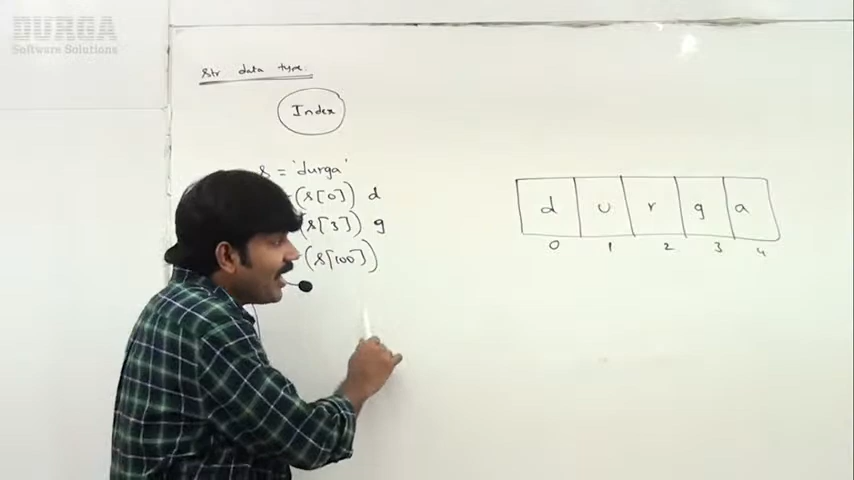 DURGA
Software Solutions
str data type:
Index
s = 'durga'
(s[0]) d
(s[3]) g
(s[100])
d u r g a
0 1 2 3 4